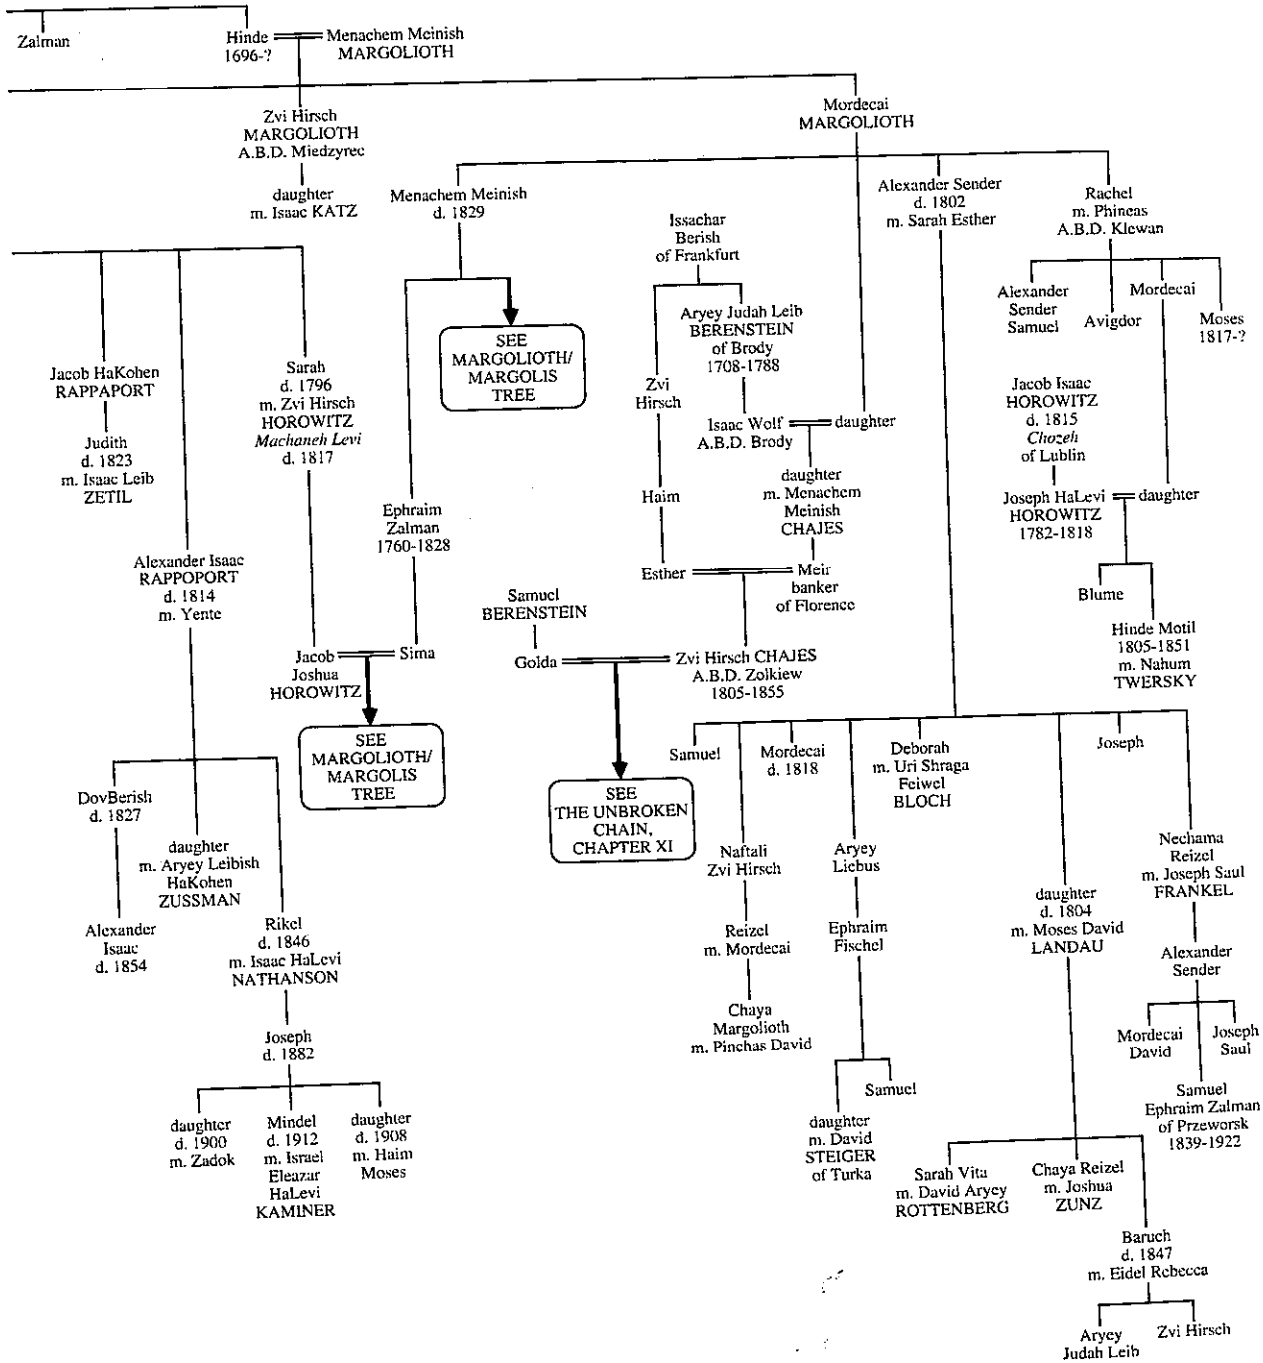 Zalman
Hinde
1696-?
Menachem Meinish
MARGOLIOTH
Zvi Hirsch
MARGOLIOTH
A.B.D. Miedzyrec
Mordecai
MARGOLIOTH
daughter
m. Isaac KATZ
Menachem Meinish
d. 1829
Alexander Sender
d. 1802
m. Sarah Esther
Rachel
m. Phineas
A.B.D. Klewan
Issachar
Berish
of Frankfurt
Alexander
Sender
Samuel
Avigdor
Mordecai
Moses
1817-?
Jacob HaKohen
RAPPAPORT
Sarah
d. 1796
m. Zvi Hirsch
HOROWITZ
Machaneh Levi
d. 1817
SEE
MARGOLIOTH/
MARGOLIS
TREE
Zvi
Hirsch
Aryey Judah Leib
BERENSTEIN
of Brody
1708-1788
Jacob Isaac
HOROWITZ
d. 1815
Chozeh
of Lublin
Judith
d. 1823
m. Isaac Leib
ZETIL
Isaac Wolf
A.B.D. Brody
daughter
Ephraim
Zalman
1760-1828
Haim
daughter
m. Menachem
Meinish
CHAJES
Joseph HaLevi
HOROWITZ
1782-1818
daughter
Alexander Isaac
RAPPOPORT
d. 1814
m. Yente
Esther
Meir
banker
of Florence
Blume
Hinde Motil
1805-1851
m. Nahum
TWERSKY
Samuel
BERENSTEIN
Jacob
Joshua
HOROWITZ
Sima
Golda
Zvi Hirsch CHAJES
A.B.D. Zolkiew
1805-1855
SEE
MARGOLIOTH/
MARGOLIS
TREE
SEE
THE UNBROKEN
CHAIN,
CHAPTER XI
Samuel
Mordecai
d. 1818
Deborah
m. Uri Shraga
Feiwel
BLOCH
Joseph
DovBerish
d. 1827
daughter
m. Aryey Leibish
HaKohen
ZUSSMAN
Naftali
Zvi Hirsch
Aryey
Liebus
daughter
d. 1804
m. Moses David
LANDAU
Nechama
Reizel
m. Joseph Saul
FRANKEL
Alexander
Isaac
d. 1854
Rikel
d. 1846
m. Isaac HaLevi
NATHANSON
Reizel
m. Mordecai
Ephraim
Fischel
Alexander
Sender
Joseph
d. 1882
Chaya
Margolioth
m. Pinchas David
Mordecai
David
Joseph
Saul
Samuel
Ephraim Zalman
of Przeworsk
1839-1922
daughter
d. 1900
m. Zadok
Mindel
d. 1912
m. Israel
Eleazar
HaLevi
KAMINER
daughter
d. 1908
m. Haim
Moses
daughter
m. David
STEIGER
of Turka
Samuel
Sarah Vita
m. David Aryey
ROTTENBERG
Chaya Reizel
m. Joshua
ZUNZ
Baruch
d. 1847
m. Eidel Rebecca
Aryey
Judah Leib
Zvi Hirsch